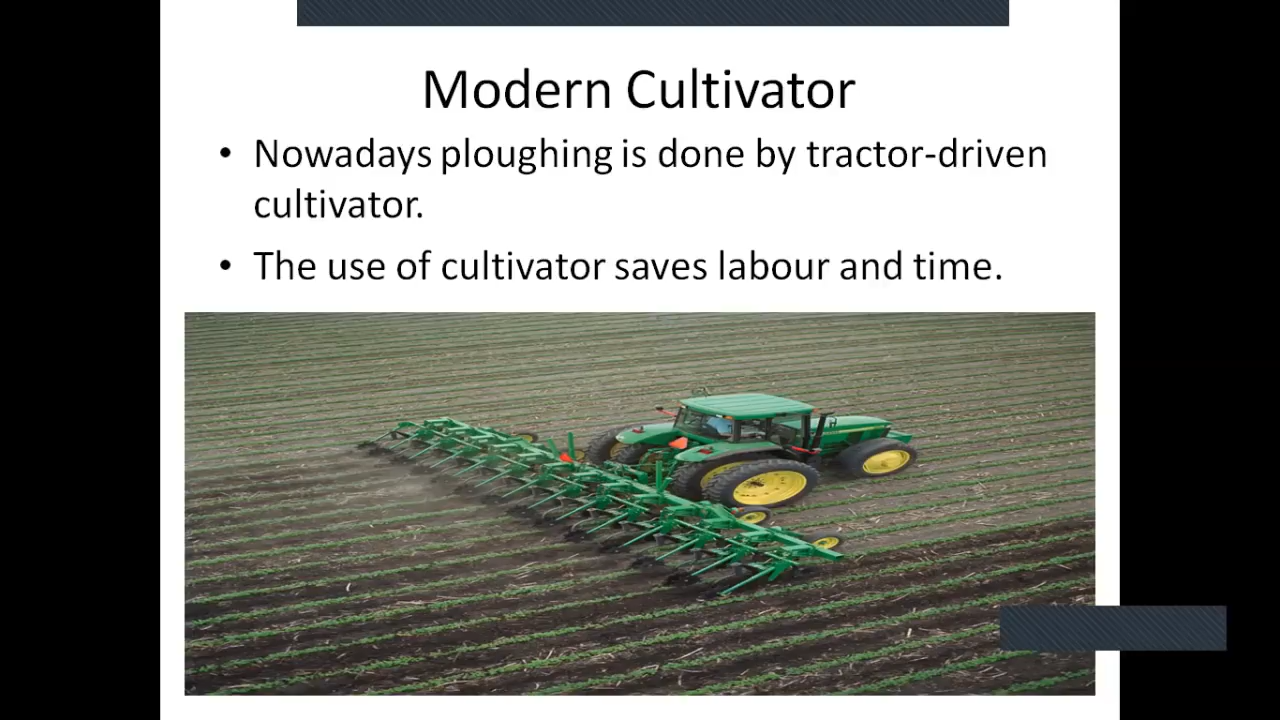 Modern Cultivator
• Nowadays ploughing is done by tractor-driven
cultivator.
• The use of cultivator saves labour and time.